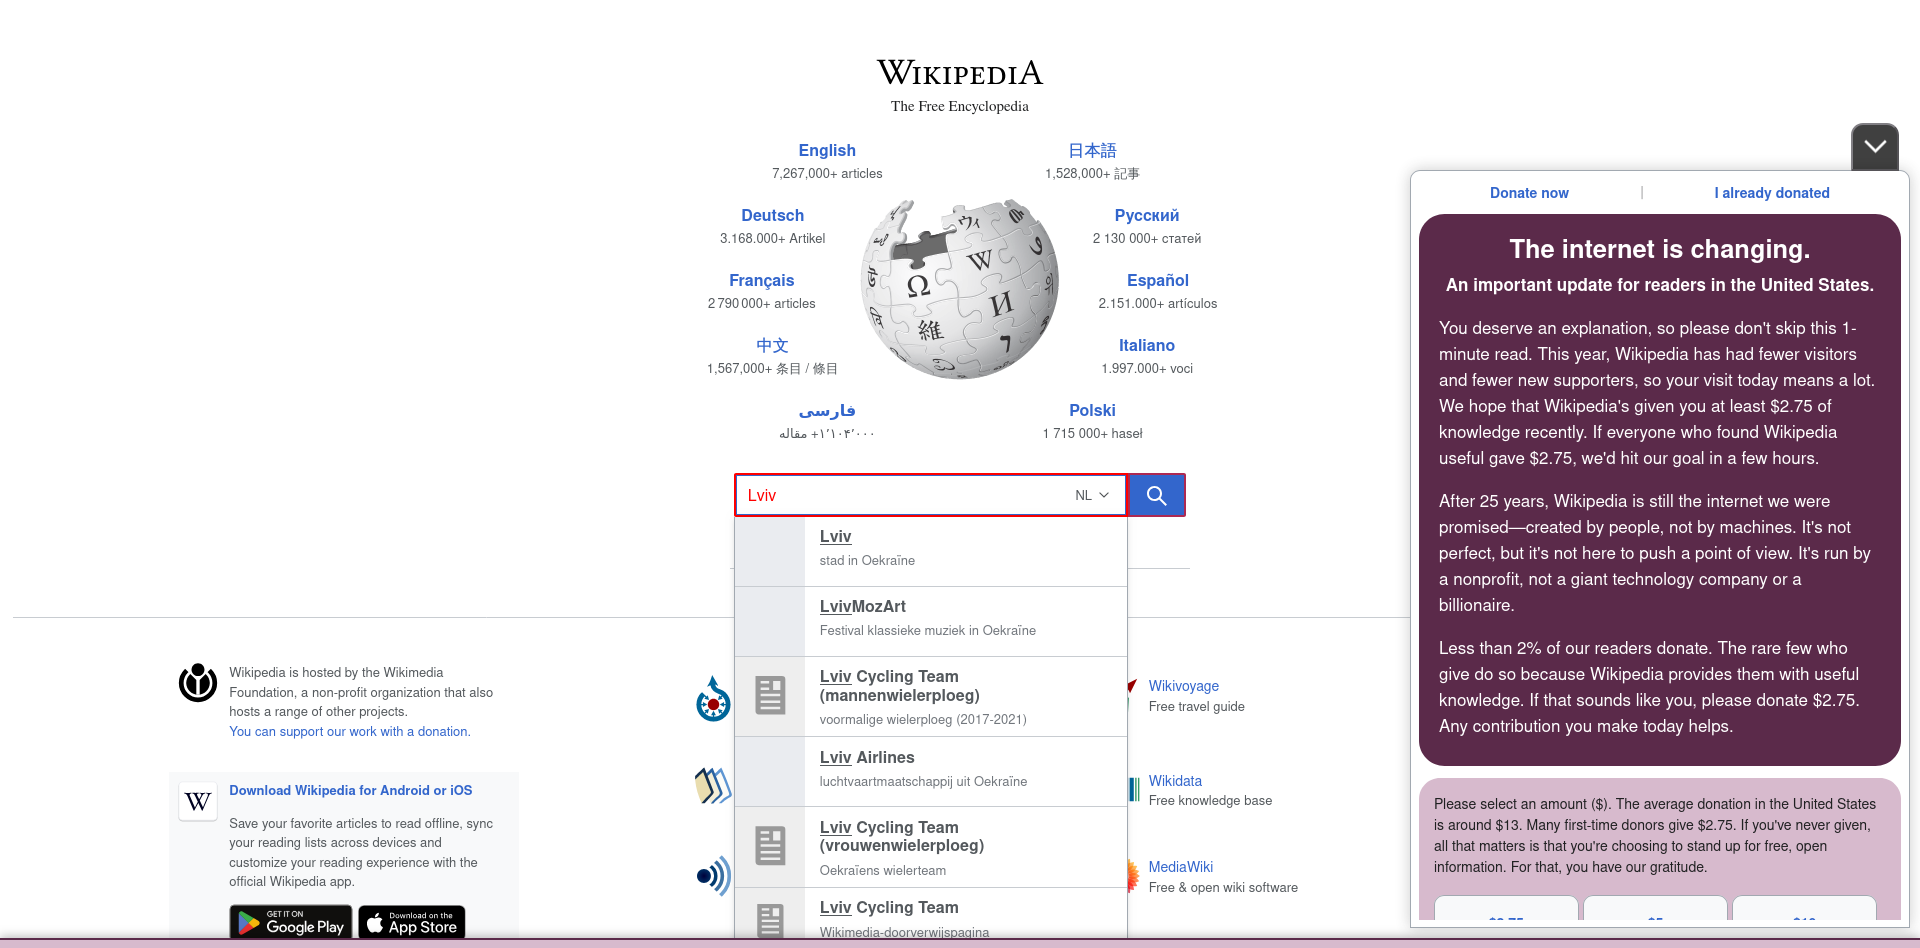 WIKIPEDIA
The Free Encyclopedia
English
7,267,000+ articles
日本語
1,528,000+ 記事
Deutsch
3.168.000+ Artikel
Русский
2 130 000+ статей
Français
2 790 000+ articles
Español
2.151.000+ artículos
中文
1,567,000+ 条目 / 條目
Italiano
1.997.000+ voci
فارسی
۱٬۱۰۴٬۰۰۰+ مقاله
Polski
1 715 000+ haseł
Lviv
NL
Lviv
stad in Oekraïne
LvivMozArt
Festival klassieke muziek in Oekraïne
Lviv Cycling Team
(mannenwielerploeg)
voormalige wielerploeg (2017-2021)
Lviv Airlines
luchtvaartmaatschappij uit Oekraïne
Lviv Cycling Team
(vrouwenwielerploeg)
Oekraïens wielerteam
Lviv Cycling Team
Wikimedia-doorverwijspagina
Wikipedia is hosted by the Wikimedia
Foundation, a non-profit organization that also
hosts a range of other projects.
You can support our work with a donation.
W
Download Wikipedia for Android or iOS
Save your favorite articles to read offline, sync
your reading lists across devices and
customize your reading experience with the
official Wikipedia app.
GET IT ON
Google Play
Download on the
App Store
Wikivoyage
Free travel guide
Wikidata
Free knowledge base
MediaWiki
Free & open wiki software
Donate now
I already donated
The internet is changing.
An important update for readers in the United States.
You deserve an explanation, so please don't skip this 1-
minute read. This year, Wikipedia has had fewer visitors
and fewer new supporters, so your visit today means a lot.
We hope that Wikipedia's given you at least $2.75 of
knowledge recently. If everyone who found Wikipedia
useful gave $2.75, we'd hit our goal in a few hours.
After 25 years, Wikipedia is still the internet we were
promised—created by people, not by machines. It's not
perfect, but it's not here to push a point of view. It's run by
a nonprofit, not a giant technology company or a
billionaire.
Less than 2% of our readers donate. The rare few who
give do so because Wikipedia provides them with useful
knowledge. If that sounds like you, please donate $2.75.
Any contribution you make today helps.
Please select an amount ($). The average donation in the United States
is around $13. Many first-time donors give $2.75. If you've never given,
all that matters is that you're choosing to stand up for free, open
information. For that, you have our gratitude.